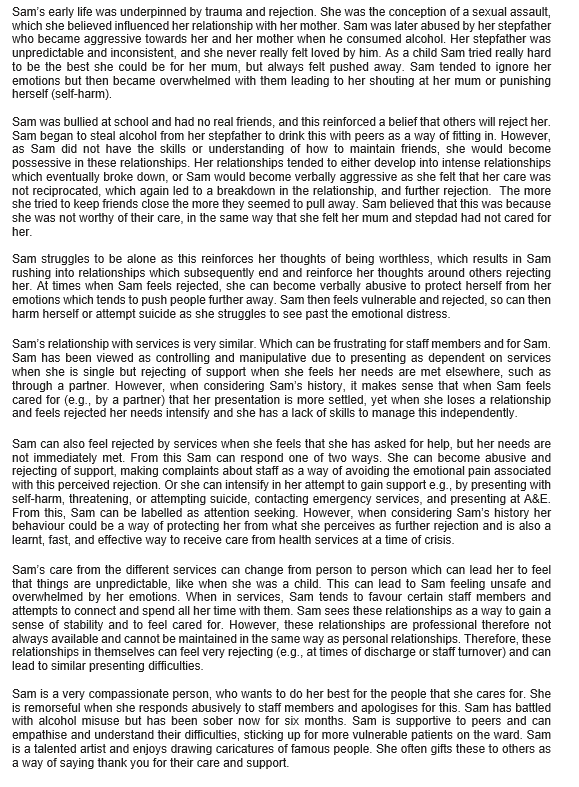 Sam's early life was underpinned by trauma and rejection. She was the conception of a sexual assault,
which she believed influenced her relationship with her mother. Sam was later abused by her stepfather
who became aggressive towards her and her mother when he consumed alcohol. Her stepfather was
unpredictable and inconsistent, and she never really felt loved by him. As a child Sam tried really hard
to be the best she could be for her mum, but always felt pushed away. Sam tended to ignore her
emotions but then became overwhelmed with them leading to her shouting at her mum or punishing
herself (self-harm).

Sam was bullied at school and had no real friends, and this reinforced a belief that others will reject her.
Sam began to steal alcohol from her stepfather to drink this with peers as a way of fitting in. However,
as Sam did not have the skills or understanding of how to maintain friends, she would become
possessive in these relationships. Her relationships tended to either develop into intense relationships
which eventually broke down, or Sam would become verbally aggressive as she felt that her care was
not reciprocated, which again led to a breakdown in the relationship, and further rejection. The more
she tried to keep friends close the more they seemed to pull away. Sam believed that this was because
she was not worthy of their care, in the same way that she felt her mum and stepdad had not cared for
her.

Sam struggles to be alone as this reinforces her thoughts of being worthless, which results in Sam
rushing into relationships which subsequently end and reinforce her thoughts around others rejecting
her. At times when Sam feels rejected, she can become verbally abusive to protect herself from her
emotions which tends to push people further away. Sam then feels vulnerable and rejected, so can then
harm herself or attempt suicide as she struggles to see past the emotional distress.

Sam's relationship with services is very similar. Which can be frustrating for staff members and for Sam.
Sam has been viewed as controlling and manipulative due to presenting as dependent on services
when she is single but rejecting of support when she feels her needs are met elsewhere, such as
through a partner. However, when considering Sam's history, it makes sense that when Sam feels
cared for (e.g., by a partner) that her presentation is more settled, yet when she loses a relationship
and feels rejected her needs intensify and she has a lack of skills to manage this independently.

Sam can also feel rejected by services when she feels that she has asked for help, but her needs are
not immediately met. From this Sam can respond one of two ways. She can become abusive and
rejecting of support, making complaints about staff as a way of avoiding the emotional pain associated
with this perceived rejection. Or she can intensify in her attempt to gain support e.g., by presenting with
self-harm, threatening, or attempting suicide, contacting emergency services, and presenting at A&E.
From this, Sam can be labelled as attention seeking. However, when considering Sam's history her
behaviour could be a way of protecting her from what she perceives as further rejection and is also a
learnt, fast, and effective way to receive care from health services at a time of crisis.

Sam's care from the different services can change from person to person which can lead her to feel
that things are unpredictable, like when she was a child. This can lead to Sam feeling unsafe and
overwhelmed by her emotions. When in services, Sam tends to favour certain staff members and
attempts to connect and spend all her time with them. Sam sees these relationships as a way to gain a
sense of stability and to feel cared for. However, these relationships are professional therefore not
always available and cannot be maintained in the same way as personal relationships. Therefore, these
relationships in themselves can feel very rejecting (e.g., at times of discharge or staff turnover) and can
lead to similar presenting difficulties.

Sam is a very compassionate person, who wants to do her best for the people that she cares for. She
is remorseful when she responds abusively to staff members and apologises for this. Sam has battled
with alcohol misuse but has been sober now for six months. Sam is supportive to peers and can
empathise and understand their difficulties, sticking up for more vulnerable patients on the ward. Sam
is a talented artist and enjoys drawing caricatures of famous people. She often gifts these to others as
a way of saying thank you for their care and support.